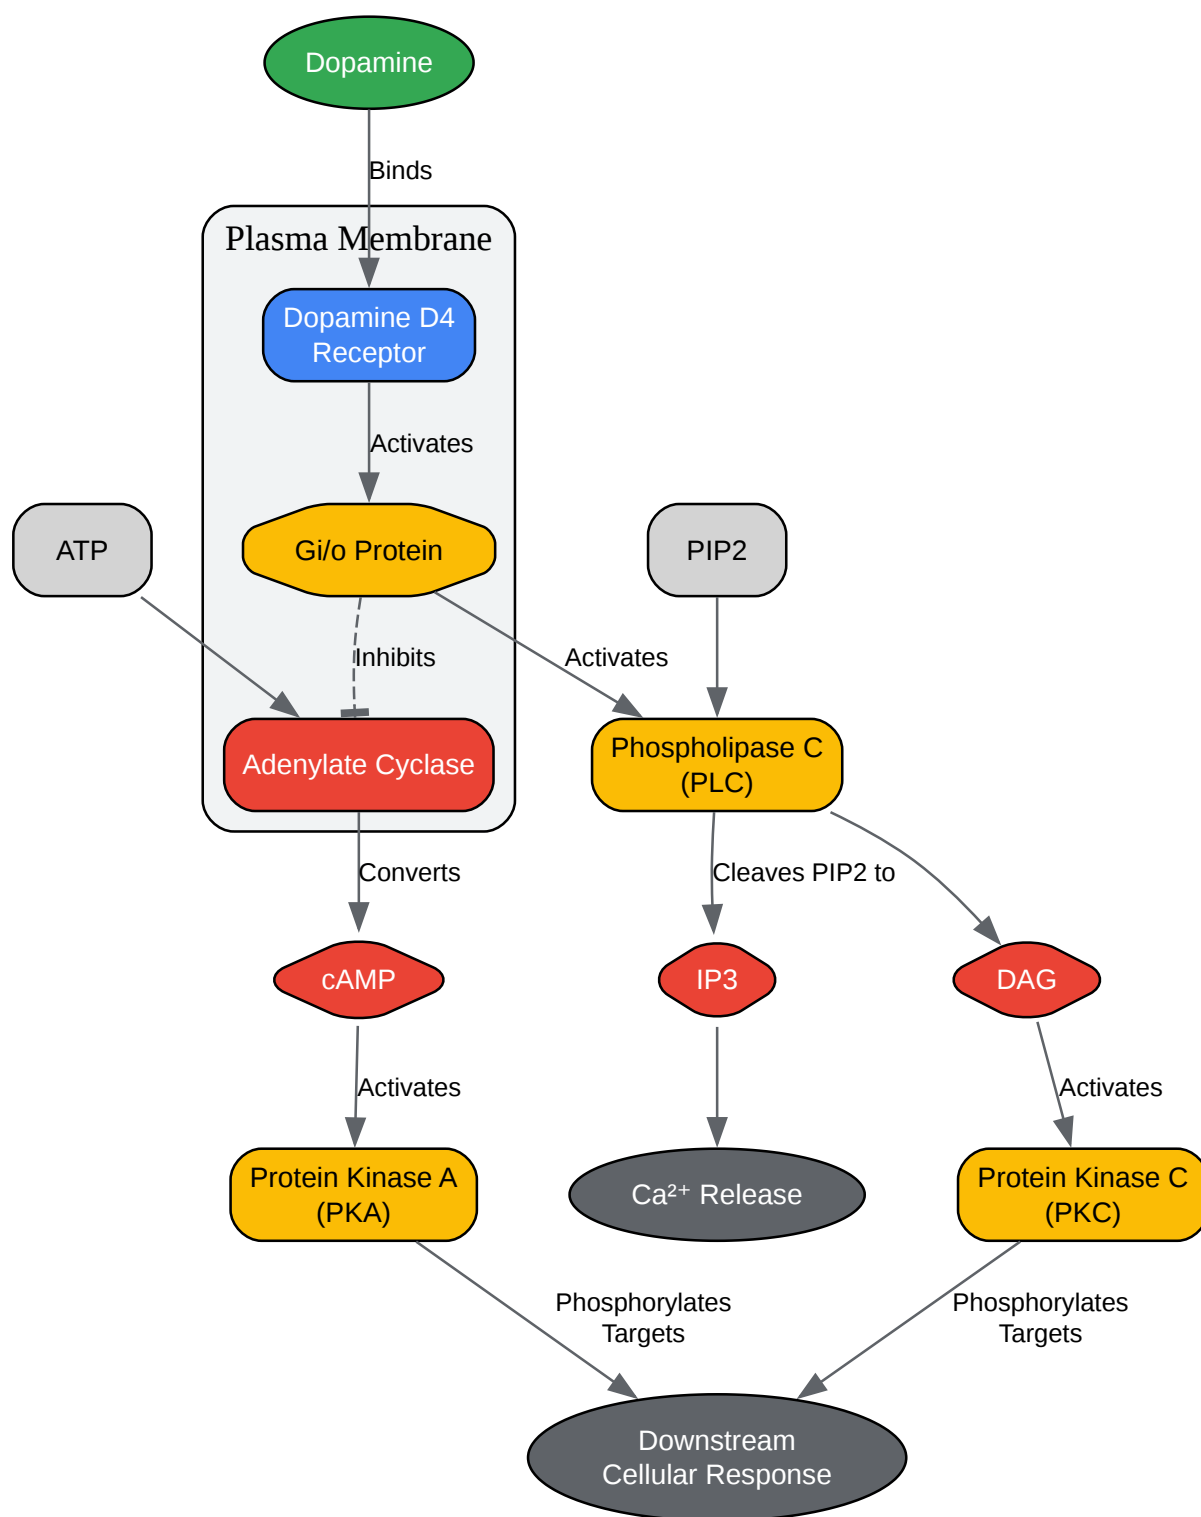 Dopamine
Binds
Plasma Membrane
Dopamine D4
Receptor
Activates
ATP
Gi/o Protein
PIP2
Inhibits
Activates
Adenylate Cyclase
Phospholipase C
(PLC)
Converts
Cleaves PIP2 to
cAMP
IP3
DAG
Activates
Activates
Protein Kinase A
(PKA)
Ca²⁺ Release
Protein Kinase C
(PKC)
Phosphorylates
Targets
Phosphorylates
Targets
Downstream
Cellular Response